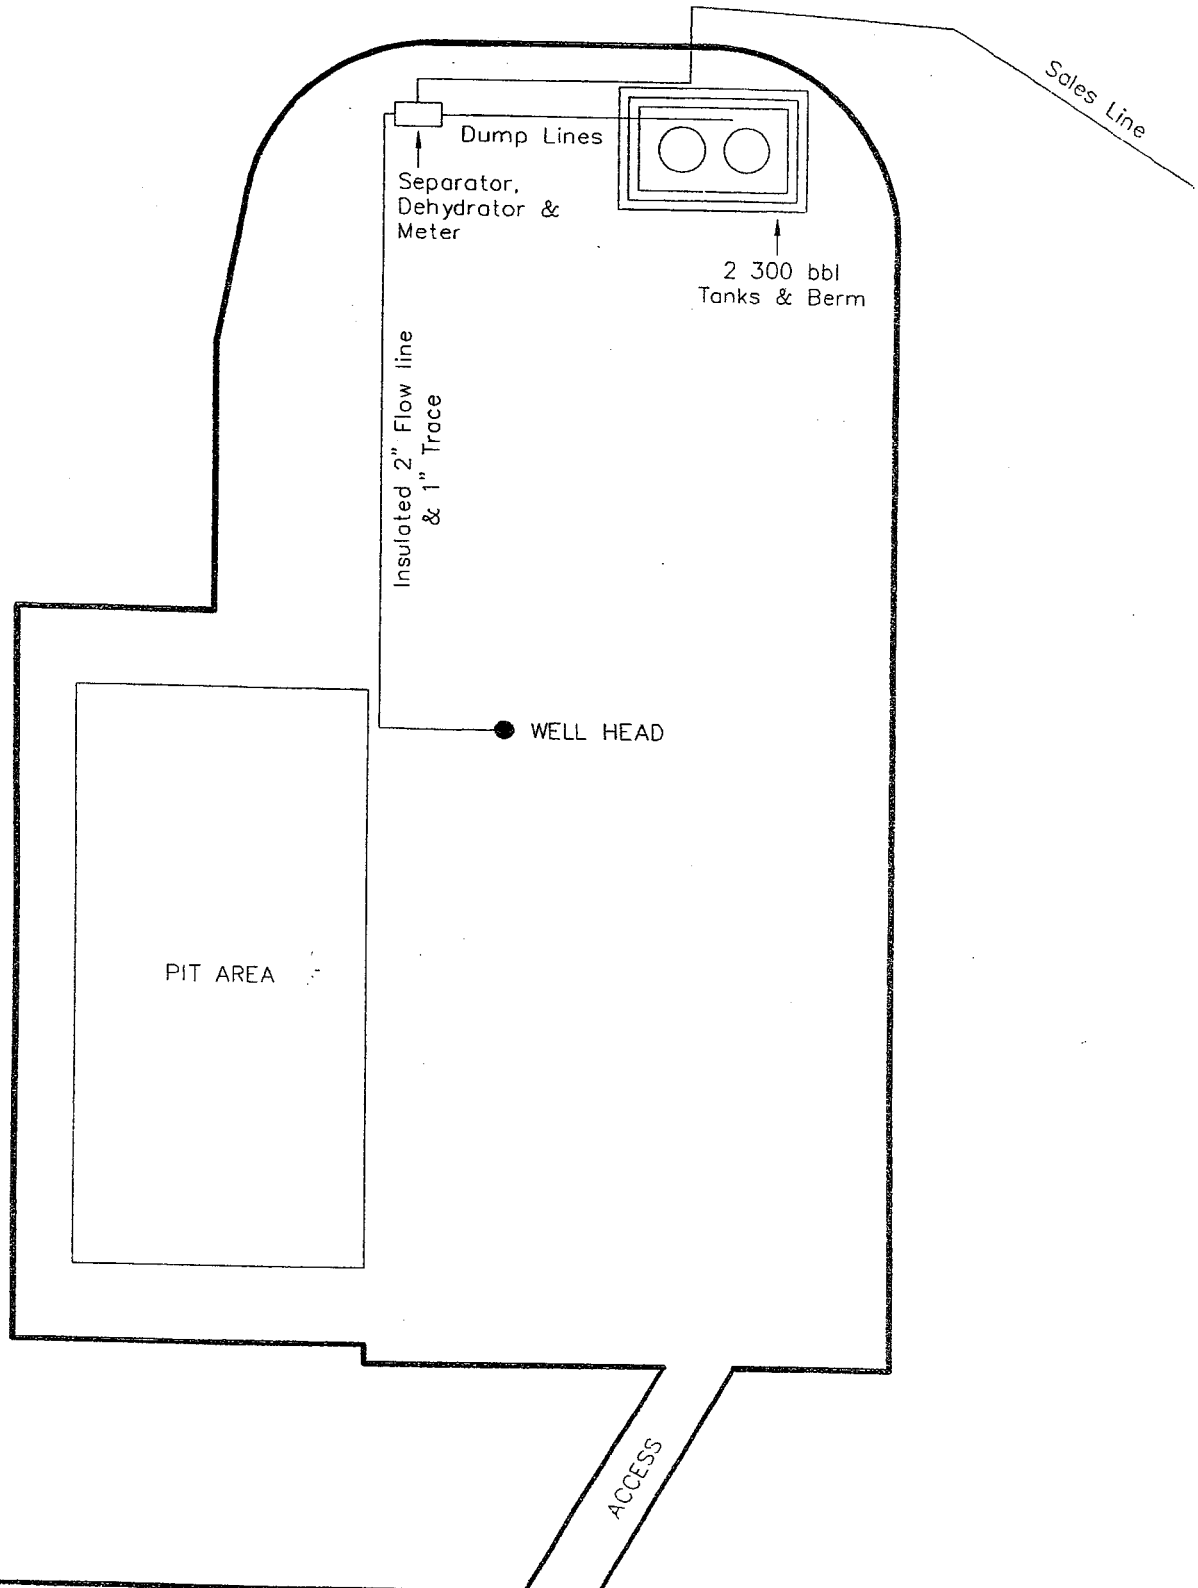 Sales Line
Dump Lines
Separator,
Dehydrator &
Meter
2 300 bbl
Tanks & Berm
Insulated 2" Flow line
& 1" Trace
WELL HEAD
PIT AREA
ACCESS